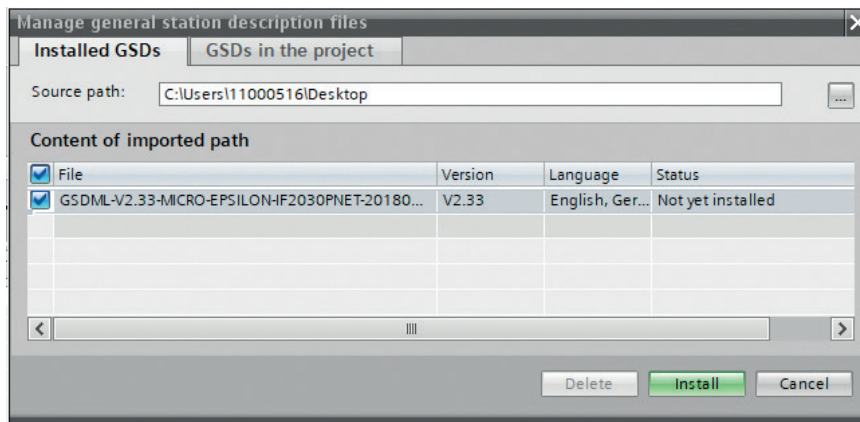 Manage general station description files
Installed GSDs GSDs in the project
Source path: C:\Users\11000516\Desktop ...
Content of imported path
File Version Language Status
GSDML-V2.33-MICRO-EPSILON-IF2030PNET-20180... V2.33 English, Ger... Not yet installed
Delete Install Cancel